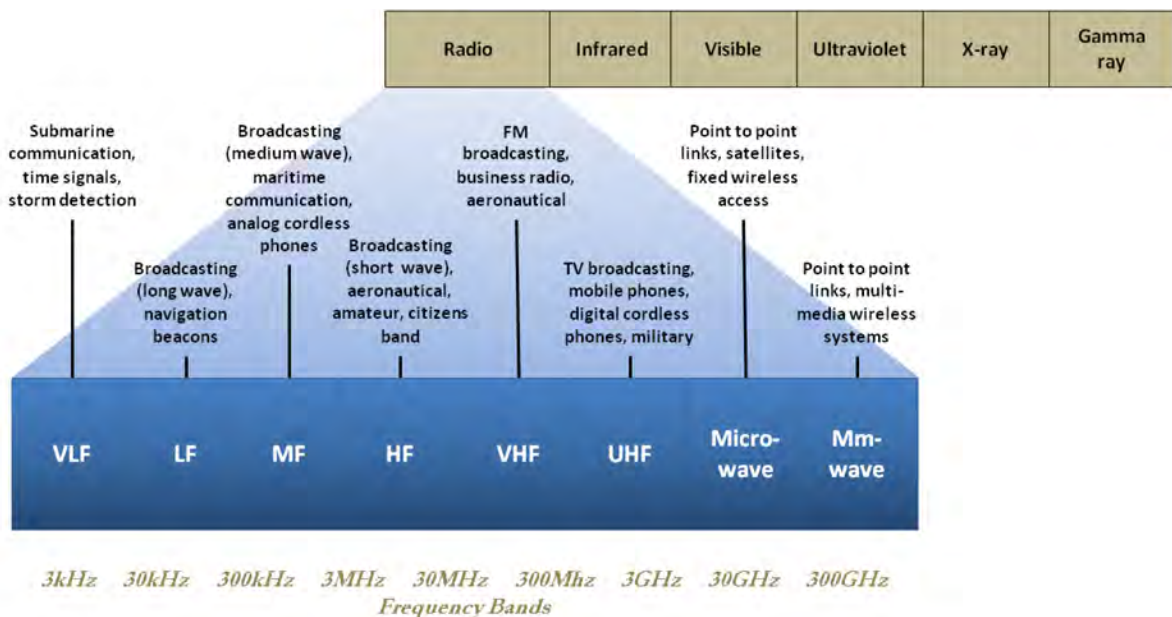 Radio
Infrared
Visible
Ultraviolet
X-ray
Gamma
ray
Submarine
communication,
time signals,
storm detection
Broadcasting
(medium wave),
maritime
communication,
analog cordless
phones
FM
broadcasting,
business radio,
aeronautical
Point to point
links, satellites,
fixed wireless
access
Broadcasting
(long wave),
navigation
beacons
Broadcasting
(short wave),
aeronautical,
amateur, citizens
band
TV broadcasting,
mobile phones,
digital cordless
phones, military
Point to point
links, multi-
media wireless
systems
VLF
LF
MF
HF
VHF
UHF
Micro-
wave
Mm-
wave
3kHz 30kHz 300kHz 3MHz 30MHz 300Mhz 3GHz 30GHz 300GHz
Frequency Bands